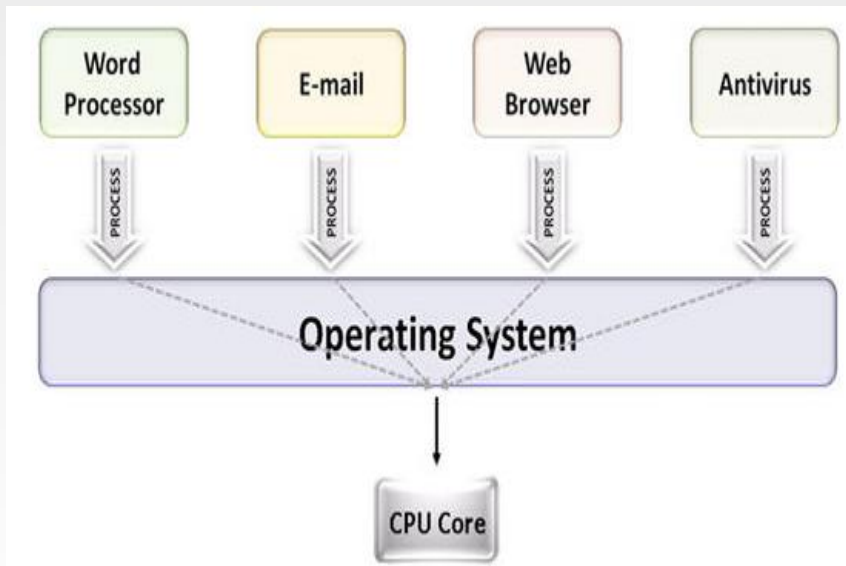 Word
Processor
E-mail
Web
Browser
Antivirus
PROCESS
PROCESS
PROCESS
PROCESS
Operating System
CPU Core